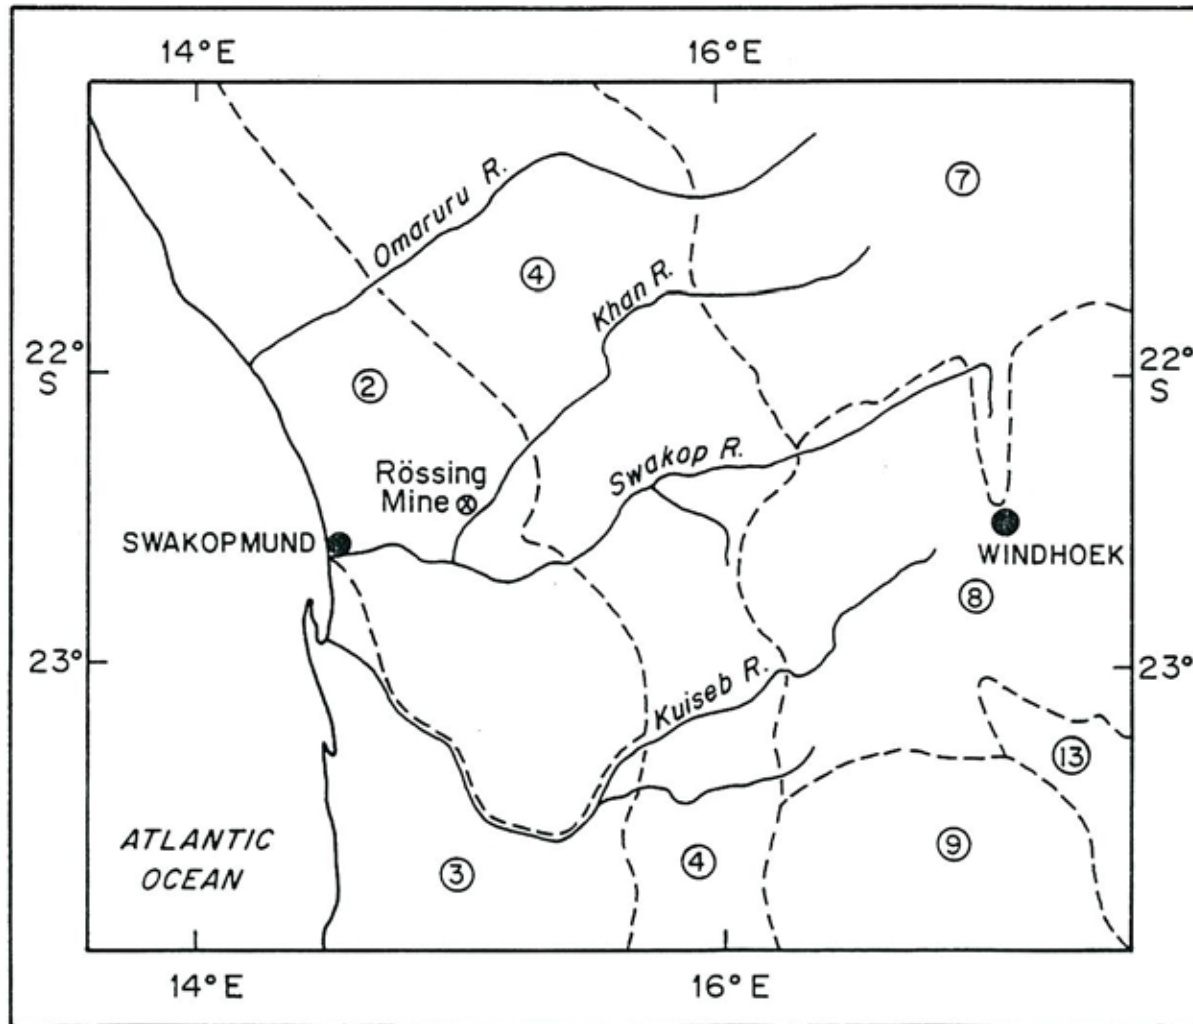 14°E
16°E
Omaruru R.
7
4
Khan R.
22°
S
22°
S
2
Swakop R.
Rössing
Mine
SWAKOPMUND
WINDHOEK
8
23°
23°
Kuiseb R.
13
ATLANTIC
OCEAN
3
4
9
14°E
16°E